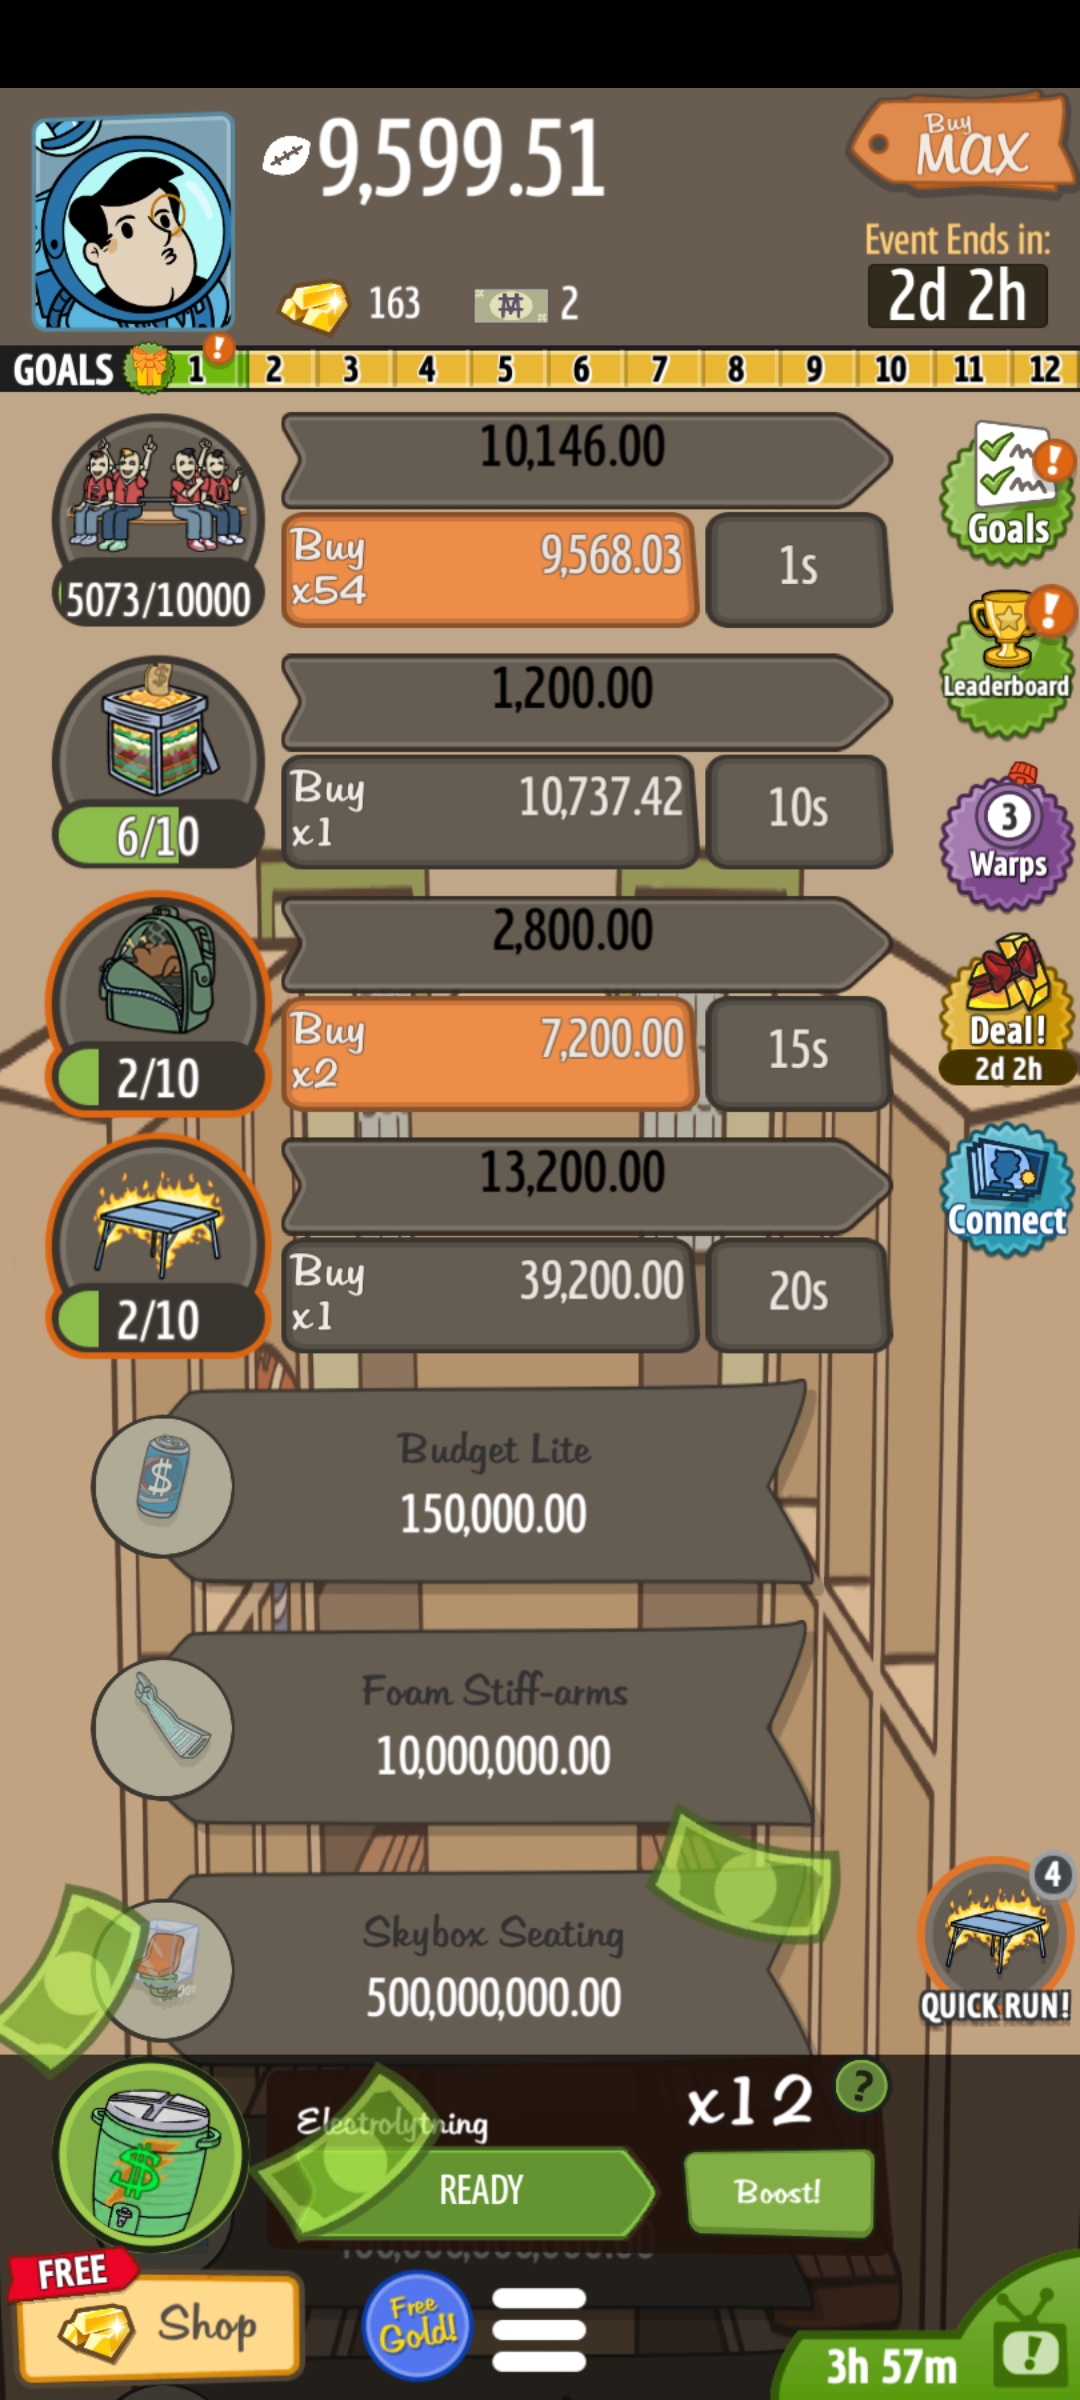 9,599.51
Buy
MAX
Event Ends in:
2d 2h
163
2
GOALS 1 ! 2 3 4 5 6 7 8 9 10 11 12
10,146.00
Buy
x54
9,568.03
1s
5073/10000
! Goals
1,200.00
Buy
x1
10,737.42
10s
6/10
! Leaderboard
3
Warps
2,800.00
Buy
x2
7,200.00
15s
2/10
Deal!
2d 2h
13,200.00
Buy
x1
39,200.00
20s
2/10
Connect
$
Budget Lite
150,000.00
Foam Stiff-arms
10,000,000.00
Skybox Seating
500,000,000.00
4
QUICK RUN!
$
Electrolytning
READY
x12
?
Boost!
FREE
Shop
Free
Gold!
3h 57m
!